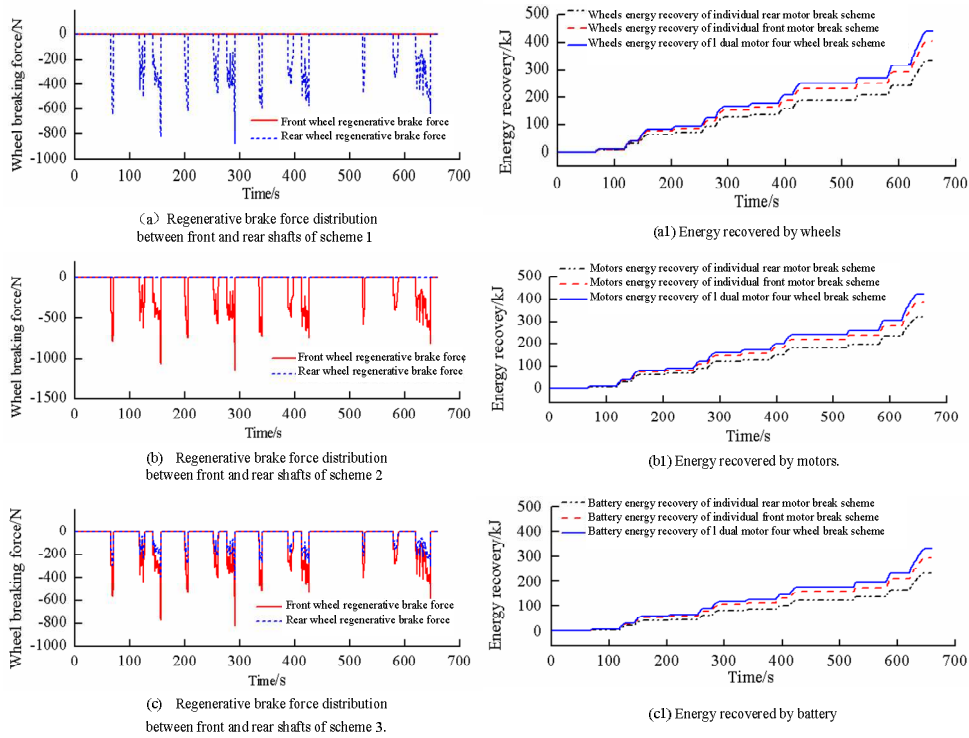 0
-200
-400
-600
-800
-1000
Wheel breaking force/N
Front wheel regenerative brake force
Rear wheel regenerative brake force
0 100 200 300 400 500 600 700
Time/s
(a) Regenerative brake force distribution
between front and rear shafts of scheme 1
500
400
300
200
100
0
Energy recovery/kJ
Wheels energy recovery of individual rear motor break scheme
Wheels energy recovery of individual front motor break scheme
Wheels energy recovery of l dual motor four wheel break scheme
0 100 200 300 400 500 600 700
Time/s
(a1) Energy recovered by wheels
0
-500
-1000
-1500
Wheel breaking force/N
Front wheel regenerative brake force
Rear wheel regenerative brake force
0 100 200 300 400 500 600 700
Time/s
(b) Regenerative brake force distribution
between front and rear shafts of scheme 2
500
400
300
200
100
0
Energy recovey/kJ
Motors energy recovery of individual rear motor break scheme
Motors energy recovery of individual front motor break scheme
Motors energy recovery of l dual motor four wheel break scheme
0 100 200 300 400 500 600 700
Time/s
(b1) Energy recovered by motors.
0
-200
-400
-600
-800
-1000
Wheel breaking force/N
Front wheel regenerative brake force
Rear wheel regenerative brake force
0 100 200 300 400 500 600 700
Time/s
(c) Regenerative brake force distribution
between front and rear shafts of scheme 3.
500
400
300
200
100
0
Energy recovery/kJ
Battery energy recovery of individual rear motor break scheme
Battery energy recovery of individual front motor break scheme
Battery energy recovery of l dual motor four wheel break scheme
0 100 200 300 400 500 600 700
Time/s
(c1) Energy recovered by battery